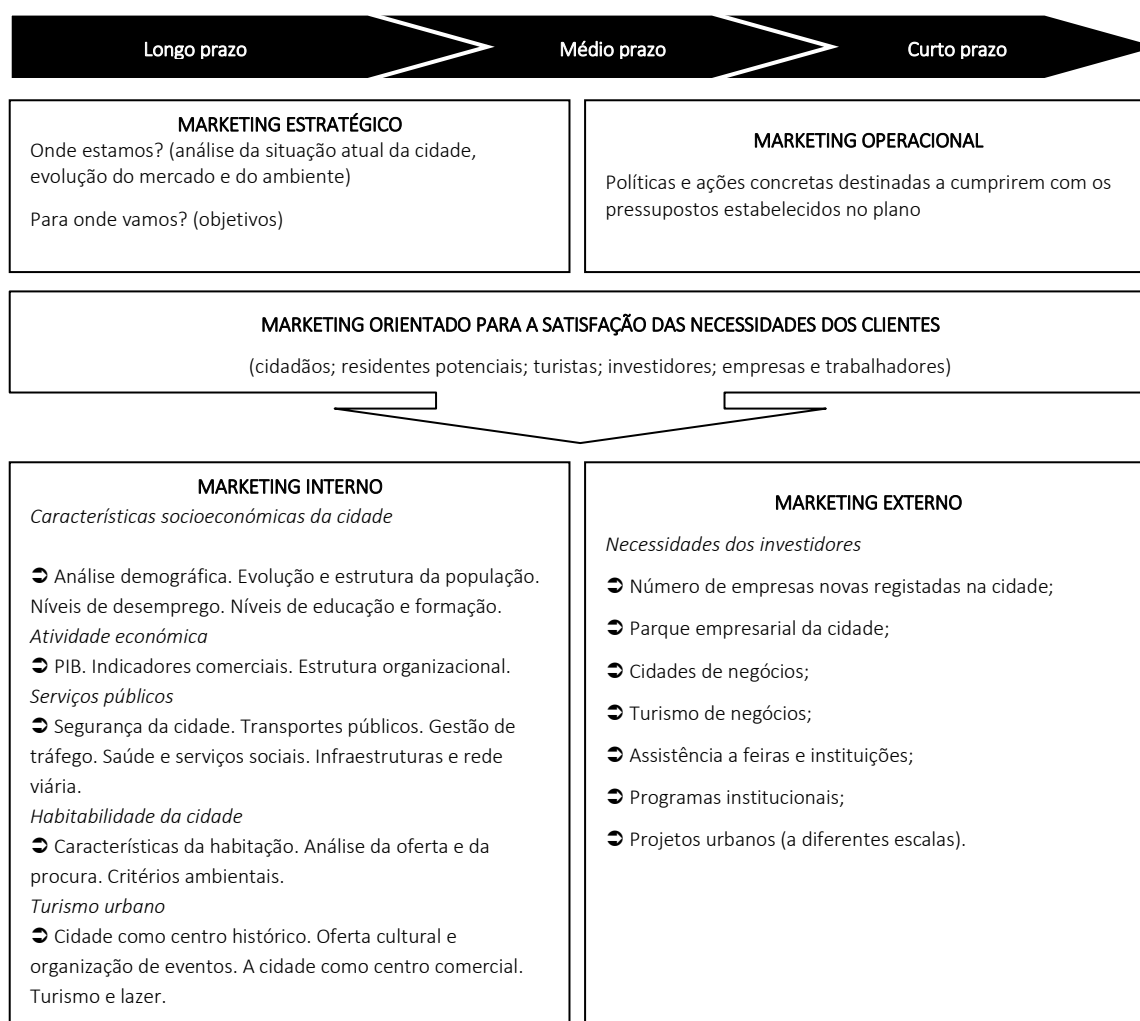 Longo prazo
Médio prazo
Curto prazo
MARKETING ESTRATÉGICO
Onde estamos? (análise da situação atual da cidade,
evolução do mercado e do ambiente)
Para onde vamos? (objetivos)
MARKETING OPERACIONAL
Políticas e ações concretas destinadas a cumprirem com os
pressupostos estabelecidos no plano
MARKETING ORIENTADO PARA A SATISFAÇÃO DAS NECESSIDADES DOS CLIENTES
(cidadãos; residentes potenciais; turistas; investidores; empresas e trabalhadores)
MARKETING INTERNO
Características socioeconómicas da cidade
➲ Análise demográfica. Evolução e estrutura da população.
Níveis de desemprego. Níveis de educação e formação.
Atividade económica
➲ PIB. Indicadores comerciais. Estrutura organizacional.
Serviços públicos
➲ Segurança da cidade. Transportes públicos. Gestão de
tráfego. Saúde e serviços sociais. Infraestruturas e rede
viária.
Habitabilidade da cidade
➲ Características da habitação. Análise da oferta e da
procura. Critérios ambientais.
Turismo urbano
➲ Cidade como centro histórico. Oferta cultural e
organização de eventos. A cidade como centro comercial.
Turismo e lazer.
MARKETING EXTERNO
Necessidades dos investidores
➲ Número de empresas novas registadas na cidade;
➲ Parque empresarial da cidade;
➲ Cidades de negócios;
➲ Turismo de negócios;
➲ Assistência a feiras e instituições;
➲ Programas institucionais;
➲ Projetos urbanos (a diferentes escalas).